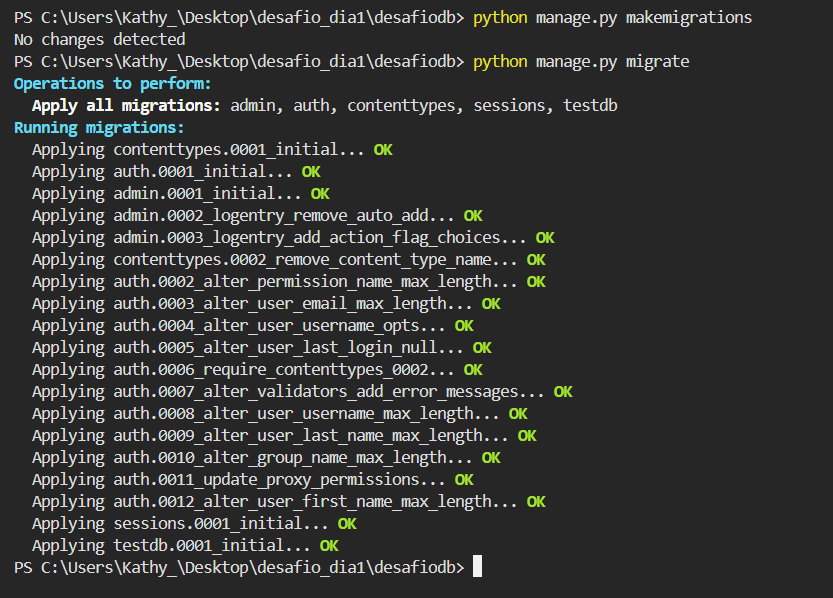 PS C:\Users\Kathy_\Desktop\desafio_dia1\desafiodb> python manage.py makemigrations
No changes detected
PS C:\Users\Kathy_\Desktop\desafio_dia1\desafiodb> python manage.py migrate
Operations to perform:
  Apply all migrations: admin, auth, contenttypes, sessions, testdb
Running migrations:
  Applying contenttypes.0001_initial... OK
  Applying auth.0001_initial... OK
  Applying admin.0001_initial... OK
  Applying admin.0002_logentry_remove_auto_add... OK
  Applying admin.0003_logentry_add_action_flag_choices... OK
  Applying contenttypes.0002_remove_content_type_name... OK
  Applying auth.0002_alter_permission_name_max_length... OK
  Applying auth.0003_alter_user_email_max_length... OK
  Applying auth.0004_alter_user_username_opts... OK
  Applying auth.0005_alter_user_last_login_null... OK
  Applying auth.0006_require_contenttypes_0002... OK
  Applying auth.0007_alter_validators_add_error_messages... OK
  Applying auth.0008_alter_user_username_max_length... OK
  Applying auth.0009_alter_user_last_name_max_length... OK
  Applying auth.0010_alter_group_name_max_length... OK
  Applying auth.0011_update_proxy_permissions... OK
  Applying auth.0012_alter_user_first_name_max_length... OK
  Applying sessions.0001_initial... OK
  Applying testdb.0001_initial... OK
PS C:\Users\Kathy_\Desktop\desafio_dia1\desafiodb>